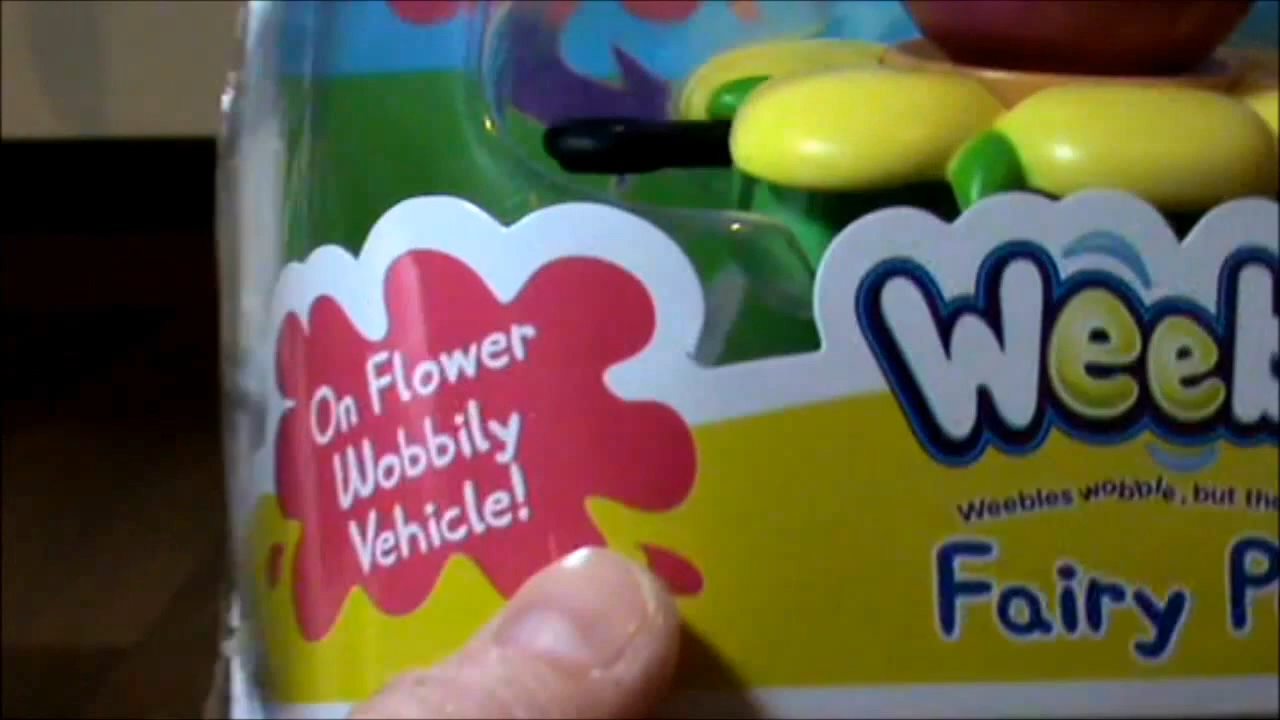 On Flower
Wobbily
Vehicle!
Weeb
Weebles wobble, but the
Fairy P